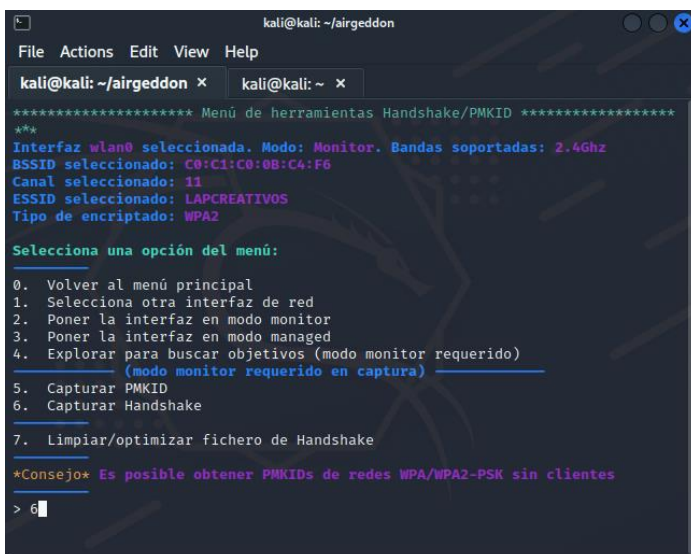 kali@kali: ~/airgeddon
File Actions Edit View Help
kali@kali: ~/airgeddon × kali@kali: ~ ×
********************* Menú de herramientas Handshake/PMKID ******************
***
Interfaz wlan0 seleccionada. Modo: Monitor. Bandas soportadas: 2.4Ghz
BSSID seleccionado: C0:C1:C0:0B:C4:F6
Canal seleccionado: 11
ESSID seleccionado: LAPCREATIVOS
Tipo de encriptado: WPA2
Selecciona una opción del menú:
0. Volver al menú principal
1. Selecciona otra interfaz de red
2. Poner la interfaz en modo monitor
3. Poner la interfaz en modo managed
4. Explorar para buscar objetivos (modo monitor requerido)
(modo monitor requerido en captura)
5. Capturar PMKID
6. Capturar Handshake
7. Limpiar/optimizar fichero de Handshake
*Consejo* Es posible obtener PMKIDs de redes WPA/WPA2-PSK sin clientes
> 6